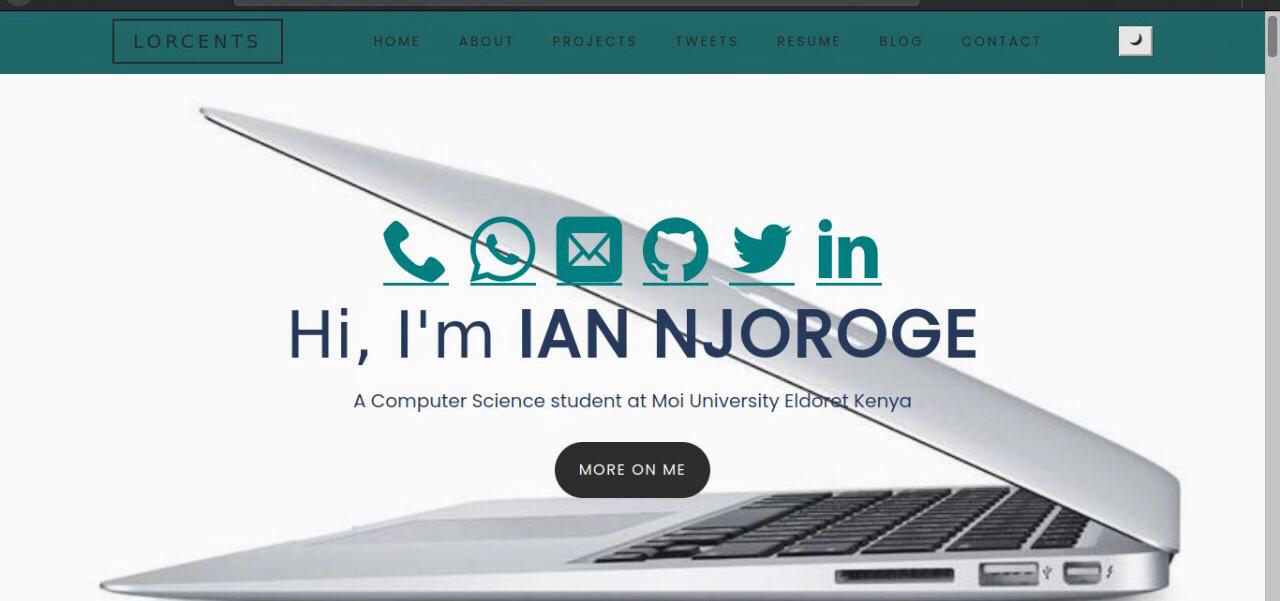 LORCENTS
HOME ABOUT PROJECTS TWEETS RESUME BLOG CONTACT
in
Hi, I'm IAN NJOROGE
A Computer Science student at Moi University Eldoret Kenya
MORE ON ME